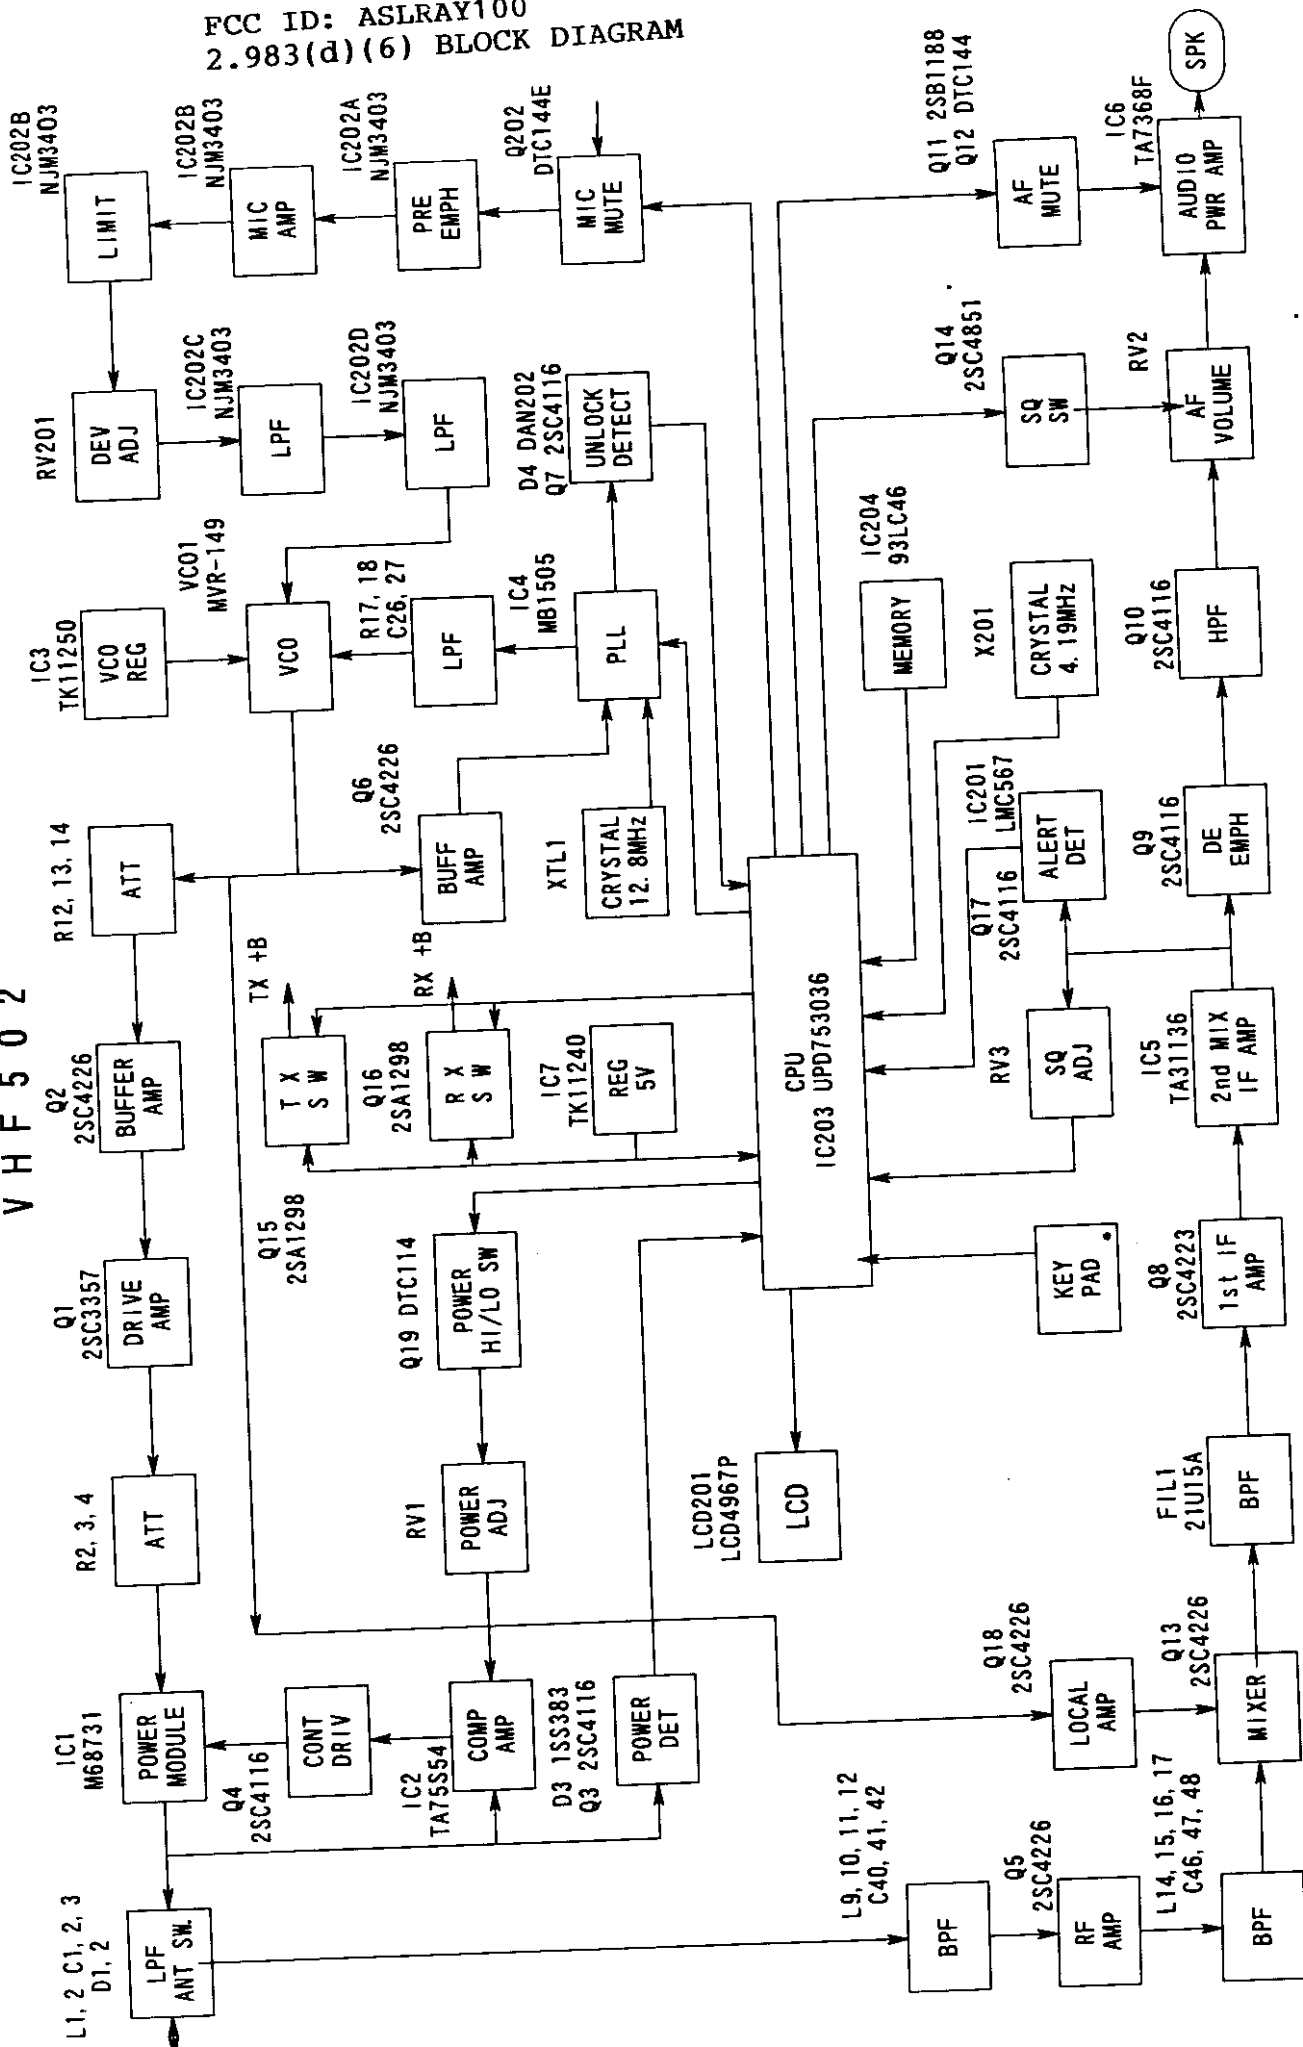 FCC ID: ASLRAY100
2.983(d)(6) BLOCK DIAGRAM
VHF502
L1, 2 C1, 2, 3
D1, 2
LPF
ANT SW.
IC1
M68731
POWER
MODULE
R2, 3, 4
ATT
Q1
2SC3357
DRIVE
AMP
Q2
2SC4226
BUFFER
AMP
R12, 13, 14
ATT
IC3
TK11250
VCO
REG
RV201
DEV
ADJ
IC202B
NJM3403
LIMIT
Q4
2SC4116
CONT
DRIV
Q15
2SA1298
TX
SW
TX +B
VCO1
MVR-149
VCO
IC202C
NJM3403
LPF
IC202B
NJM3403
MIC
AMP
IC2
TA75S54
COMP
AMP
RV1
POWER
ADJ
Q19 DTC114
POWER
HI/LO SW
Q16
2SA1298
RX
SW
RX +B
Q6
2SC4226
BUFF
AMP
R17, 18
C26, 27
LPF
IC202D
NJM3403
LPF
IC202A
NJM3403
PRE
EMPH
D3 1SS383
Q3 2SC4116
POWER
DET
IC7
TK11240
REG
5V
XTL1
CRYSTAL
12.8MHz
IC4
MB1505
PLL
D4 DAN202
Q7 2SC4116
UNLOCK
DETECT
Q202
DTC144E
MIC
MUTE
LCD201
LCD4967P
LCD
CPU
IC203 UPD753036
IC204
93LC46
MEMORY
L9, 10, 11, 12
C40, 41, 42
BPF
Q5
2SC4226
RF
AMP
Q18
2SC4226
LOCAL
AMP
KEY
PAD
RV3
SQ
ADJ
Q17
2SC4116
IC201
LMC567
ALERT
DET
X201
CRYSTAL
4.19MHz
Q14
2SC4851
SQ
SW
Q11 2SB1188
Q12 DTC144
AF
MUTE
L14, 15, 16, 17
C46, 47, 48
BPF
Q13
2SC4226
MIXER
FIL1
21U15A
BPF
Q8
2SC4223
1st IF
AMP
IC5
TA31136
2nd MIX
IF AMP
Q9
2SC4116
DE
EMPH
Q10
2SC4116
HPF
RV2
AF
VOLUME
IC6
TA7368F
AUDIO
PWR AMP
SPK